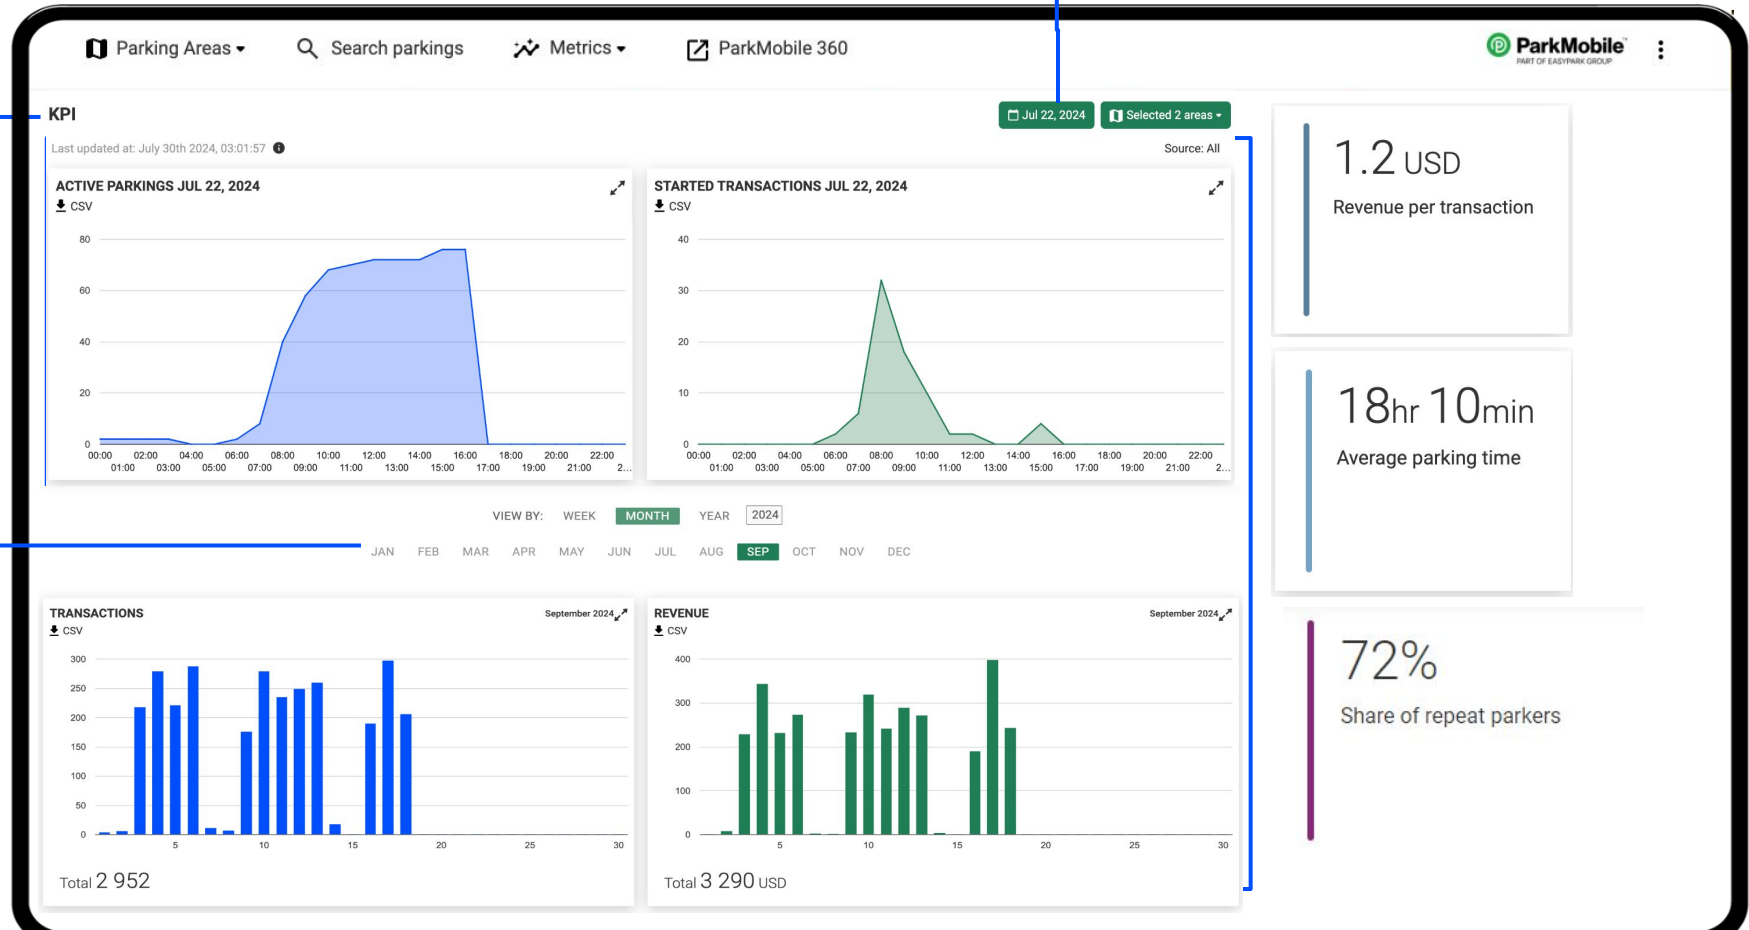 Parking Areas
Search parkings
Metrics
ParkMobile 360
ParkMobile™
PART OF EASYPARK GROUP
KPI
Jul 22, 2024
Selected 2 areas
Last updated at: July 30th 2024, 03:01:57
Source: All
ACTIVE PARKINGS JUL 22, 2024
CSV
80
60
40
20
0
00:00 02:00 04:00 06:00 08:00 10:00 12:00 14:00 16:00 18:00 20:00 22:00
01:00 03:00 05:00 07:00 09:00 11:00 13:00 15:00 17:00 19:00 21:00 2...
STARTED TRANSACTIONS JUL 22, 2024
CSV
40
30
20
10
0
00:00 02:00 04:00 06:00 08:00 10:00 12:00 14:00 16:00 18:00 20:00 22:00
01:00 03:00 05:00 07:00 09:00 11:00 13:00 15:00 17:00 19:00 21:00 2...
1.2 USD
Revenue per transaction
18hr 10min
Average parking time
72%
Share of repeat parkers
VIEW BY: WEEK MONTH YEAR 2024
JAN FEB MAR APR MAY JUN JUL AUG SEP OCT NOV DEC
TRANSACTIONS
September 2024
CSV
300
250
200
150
100
50
0
5 10 15 20 25 30
Total 2 952
REVENUE
September 2024
CSV
400
300
200
100
0
5 10 15 20 25 30
Total 3 290 USD